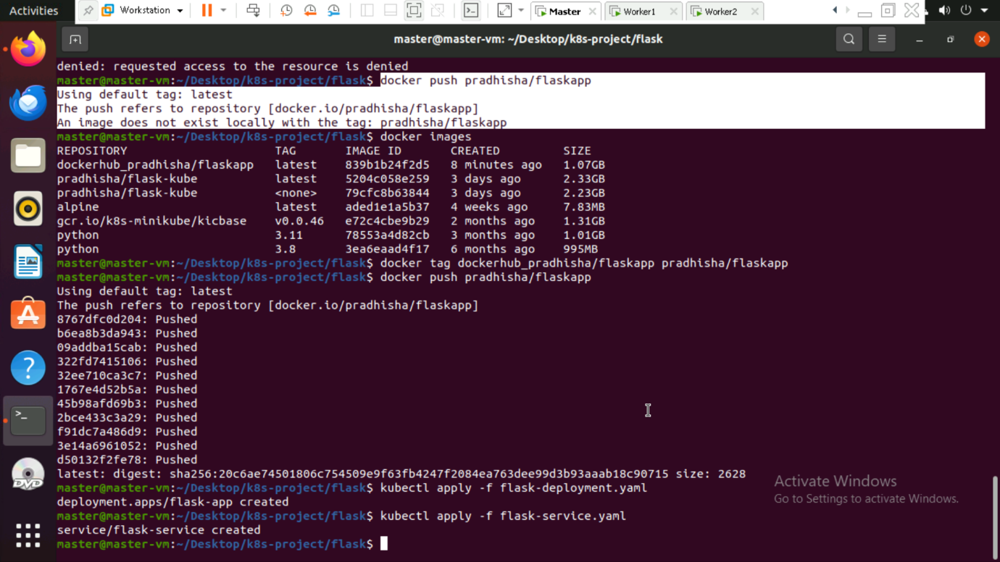 Activities
Workstation
Master
Worker1
Worker2
master@master-vm: ~/Desktop/k8s-project/flask
denied: requested access to the resource is denied
master@master-vm:~/Desktop/k8s-project/flask$ docker push pradhisha/flaskapp
Using default tag: latest
The push refers to repository [docker.io/pradhisha/flaskapp]
An image does not exist locally with the tag: pradhisha/flaskapp
master@master-vm:~/Desktop/k8s-project/flask$ docker images
REPOSITORY TAG IMAGE ID CREATED SIZE
dockerhub_pradhisha/flaskapp latest 839b1b24f2d5 8 minutes ago 1.07GB
pradhisha/flask-kube latest 5204c058e259 3 days ago 2.33GB
pradhisha/flask-kube <none> 79cfc8b63844 3 days ago 2.23GB
alpine latest aded1e1a5b37 4 weeks ago 7.83MB
gcr.io/k8s-minikube/kicbase v0.0.46 e72c4cbe9b29 2 months ago 1.31GB
python 3.11 78553a4d82cb 3 months ago 1.01GB
python 3.8 3ea6eaad4f17 6 months ago 995MB
master@master-vm:~/Desktop/k8s-project/flask$ docker tag dockerhub_pradhisha/flaskapp pradhisha/flaskapp
master@master-vm:~/Desktop/k8s-project/flask$ docker push pradhisha/flaskapp
Using default tag: latest
The push refers to repository [docker.io/pradhisha/flaskapp]
8767dfc0d204: Pushed
b6ea8b3da943: Pushed
09addba15cab: Pushed
322fd7415106: Pushed
32ee710ca3c7: Pushed
1767e4d52b5a: Pushed
45b98afd69b3: Pushed
2bce433c3a29: Pushed
f91dc7a486d9: Pushed
3e14a6961052: Pushed
d50132f2fe78: Pushed
latest: digest: sha256:20c6ae74501806c754509e9f63fb4247f2084ea763dee99d3b93aaab18c90715 size: 2628
master@master-vm:~/Desktop/k8s-project/flask$ kubectl apply -f flask-deployment.yaml
deployment.apps/flask-app created
master@master-vm:~/Desktop/k8s-project/flask$ kubectl apply -f flask-service.yaml
service/flask-service created
master@master-vm:~/Desktop/k8s-project/flask$
Activate Windows
Go to Settings to activate Windows.
DVD